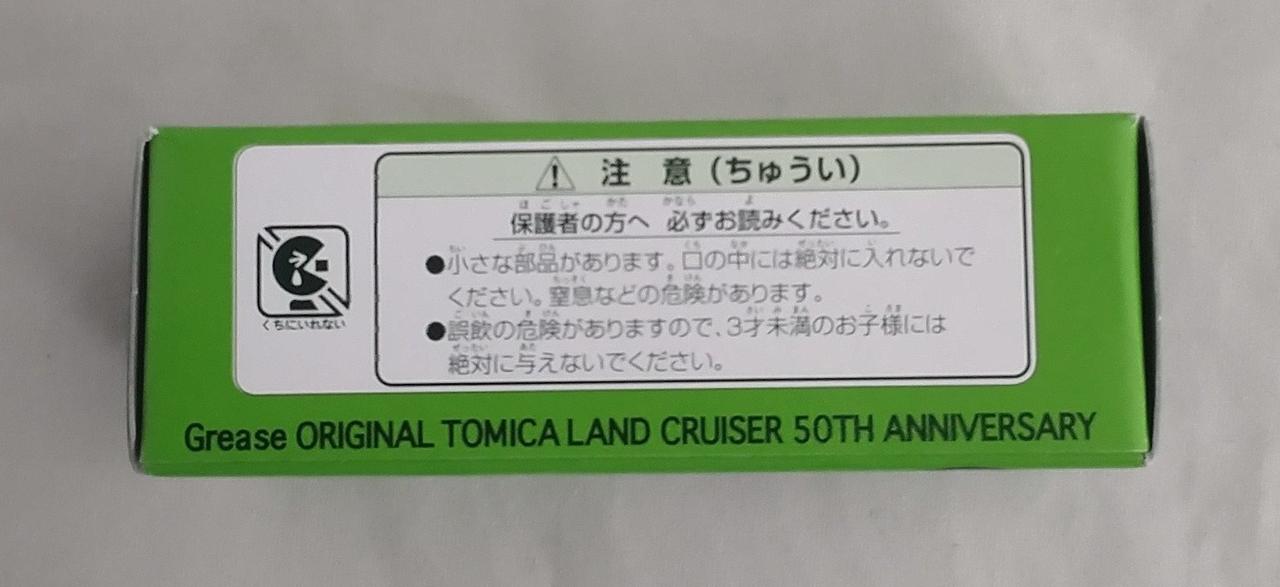 注 意(ちゅうい)
保護者の方へ 必ずお読みください。
●小さな部品があります。口の中には絶対に入れないで
ください。窒息などの危険があります。
●誤飲の危険がありますので、3才未満のお子様には
絶対に与えないでください。
くちにいれない
Grease ORIGINAL TOMICA LAND CRUISER 50TH ANNIVERSARY